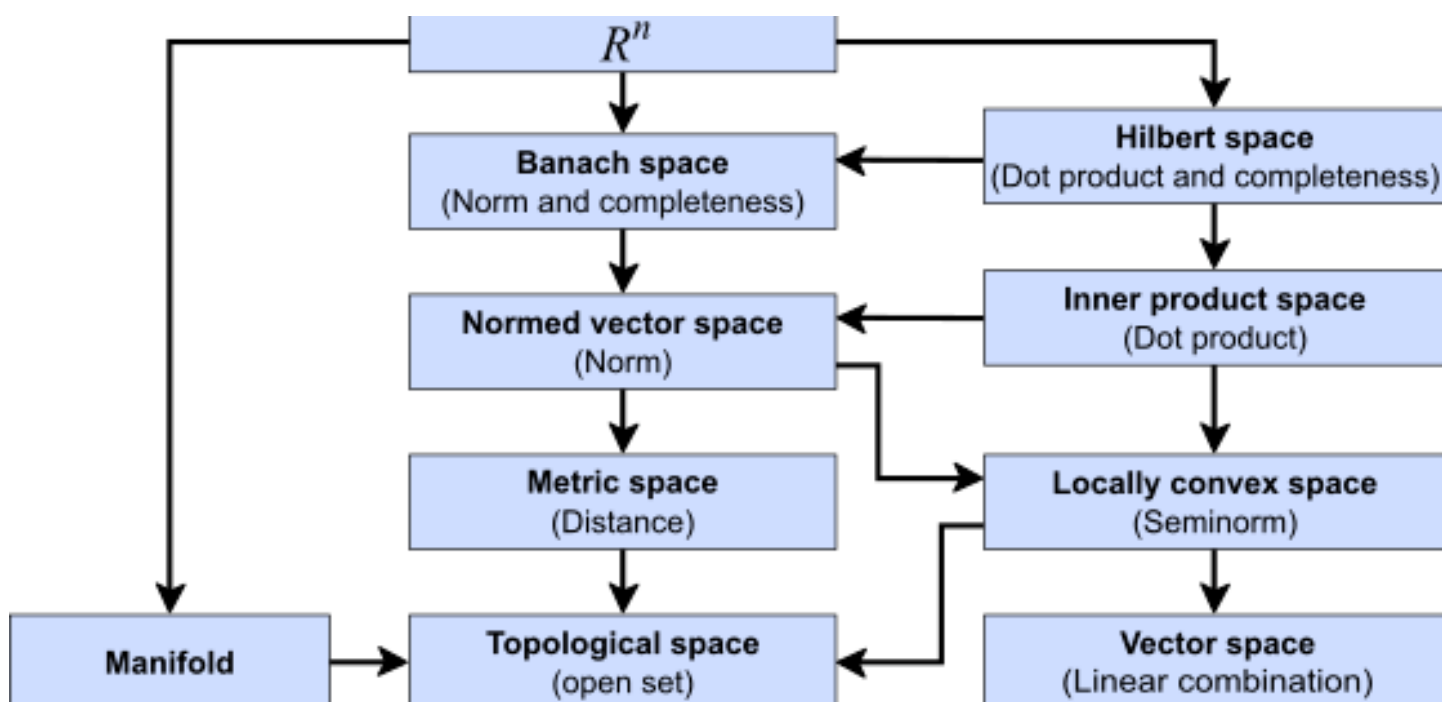 Rⁿ
Banach space
(Norm and completeness)
Hilbert space
(Dot product and completeness)
Normed vector space
(Norm)
Inner product space
(Dot product)
Metric space
(Distance)
Locally convex space
(Seminorm)
Manifold
Topological space
(open set)
Vector space
(Linear combination)